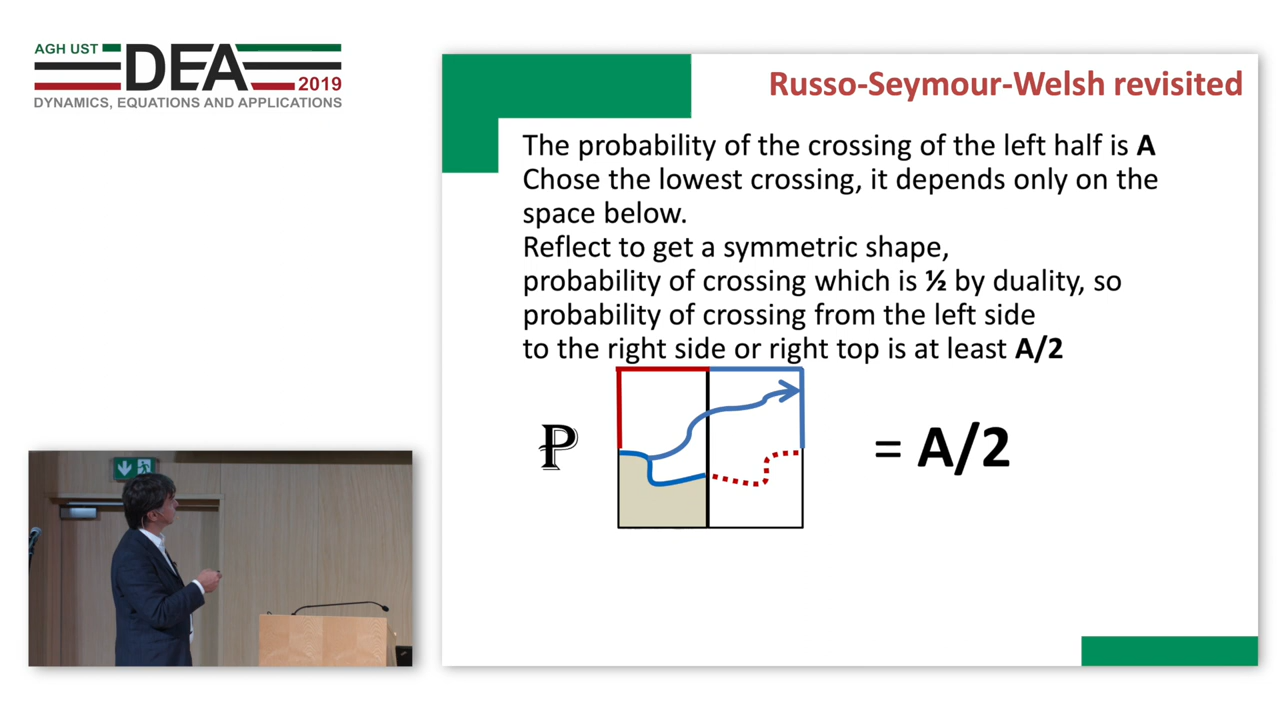 AGH UST
DEA
2019
DYNAMICS, EQUATIONS AND APPLICATIONS
Russo-Seymour-Welsh revisited
The probability of the crossing of the left half is A
Chose the lowest crossing, it depends only on the
space below.
Reflect to get a symmetric shape,
probability of crossing which is ½ by duality, so
probability of crossing from the left side
to the right side or right top is at least A/2
P = A/2